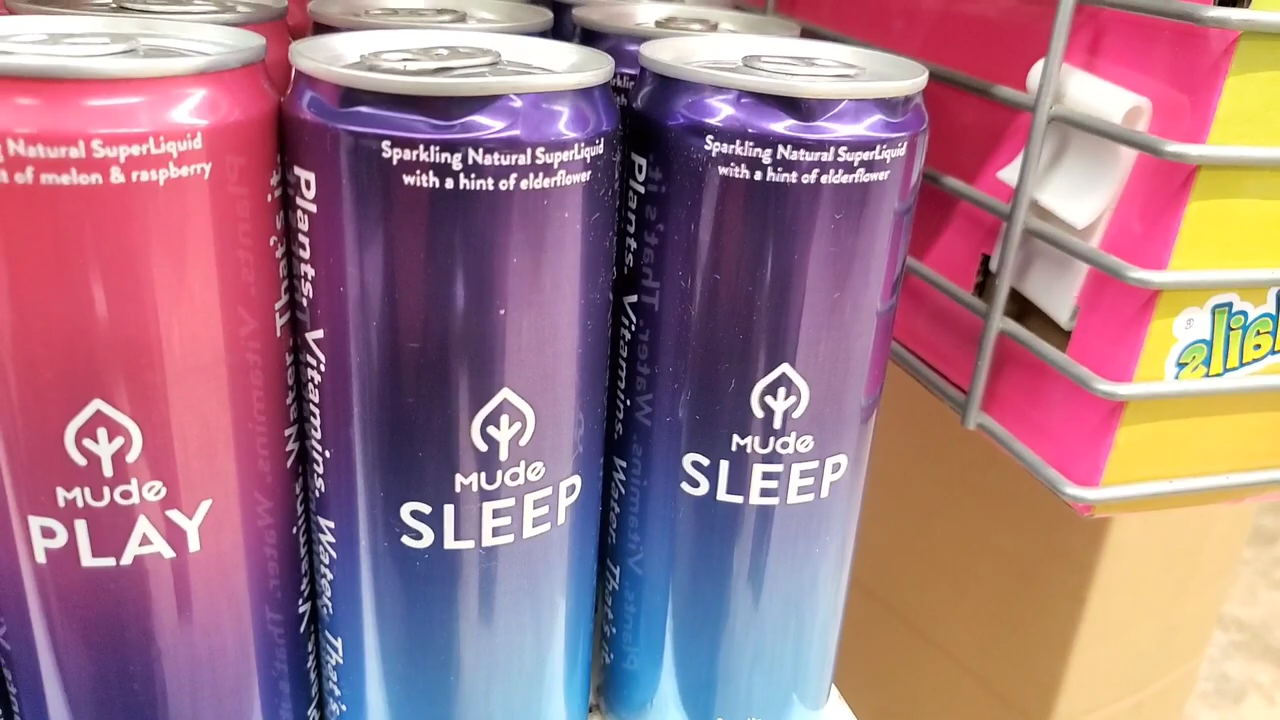 Natural SuperLiquid
of melon & raspberry
Mude
PLAY
Plants. Vitamins. Water. That's
Sparkling Natural SuperLiquid
with a hint of elderflower
Mude
SLEEP
Plants. Vitamins. Water. That's it.
Sparkling Natural SuperLiquid
with a hint of elderflower
Mude
SLEEP